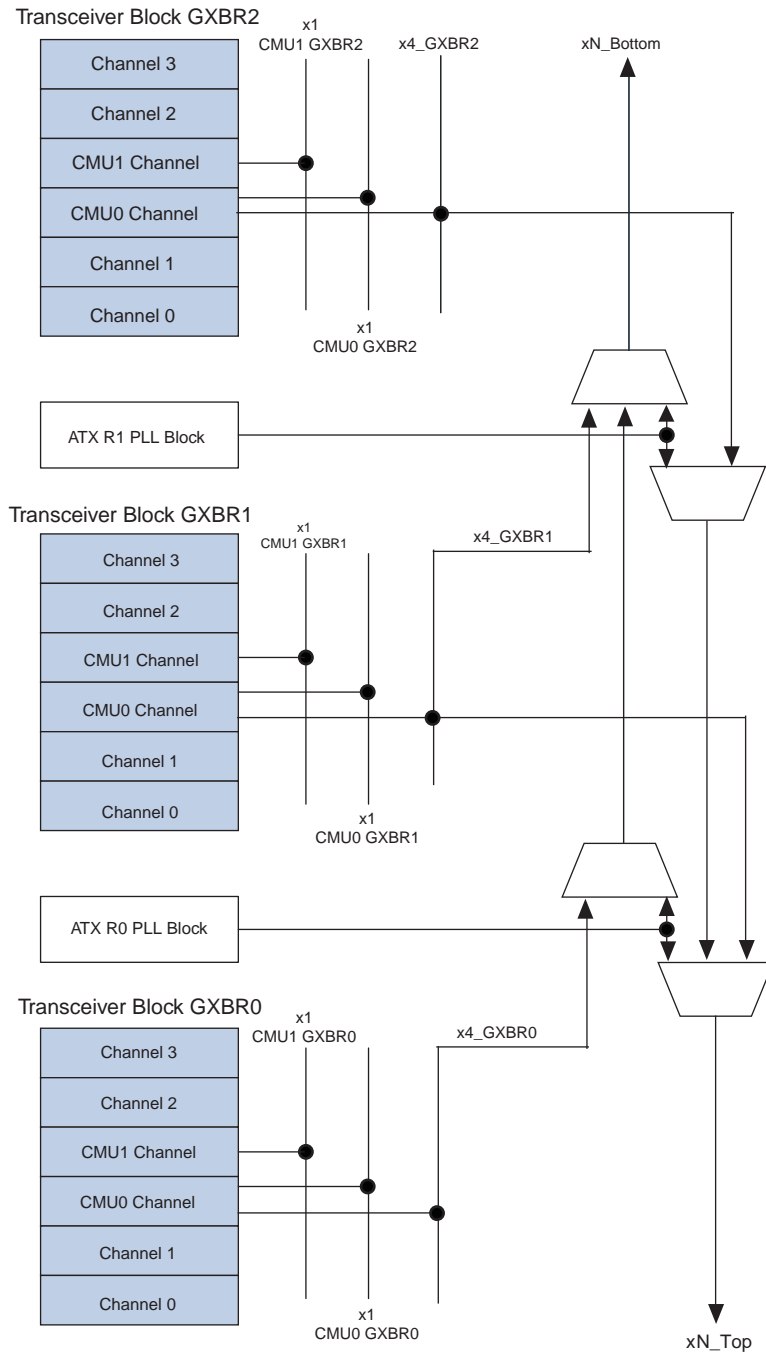 Transceiver Block GXBR2
x1
CMU1 GXBR2
x4_GXBR2
xN_Bottom
Channel 3
Channel 2
CMU1 Channel
CMU0 Channel
Channel 1
Channel 0
x1
CMU0 GXBR2
ATX R1 PLL Block
Transceiver Block GXBR1
x1
CMU1 GXBR1
x4_GXBR1
Channel 3
Channel 2
CMU1 Channel
CMU0 Channel
Channel 1
Channel 0
x1
CMU0 GXBR1
ATX R0 PLL Block
Transceiver Block GXBR0
x1
CMU1 GXBR0
x4_GXBR0
Channel 3
Channel 2
CMU1 Channel
CMU0 Channel
Channel 1
Channel 0
x1
CMU0 GXBR0
xN_Top